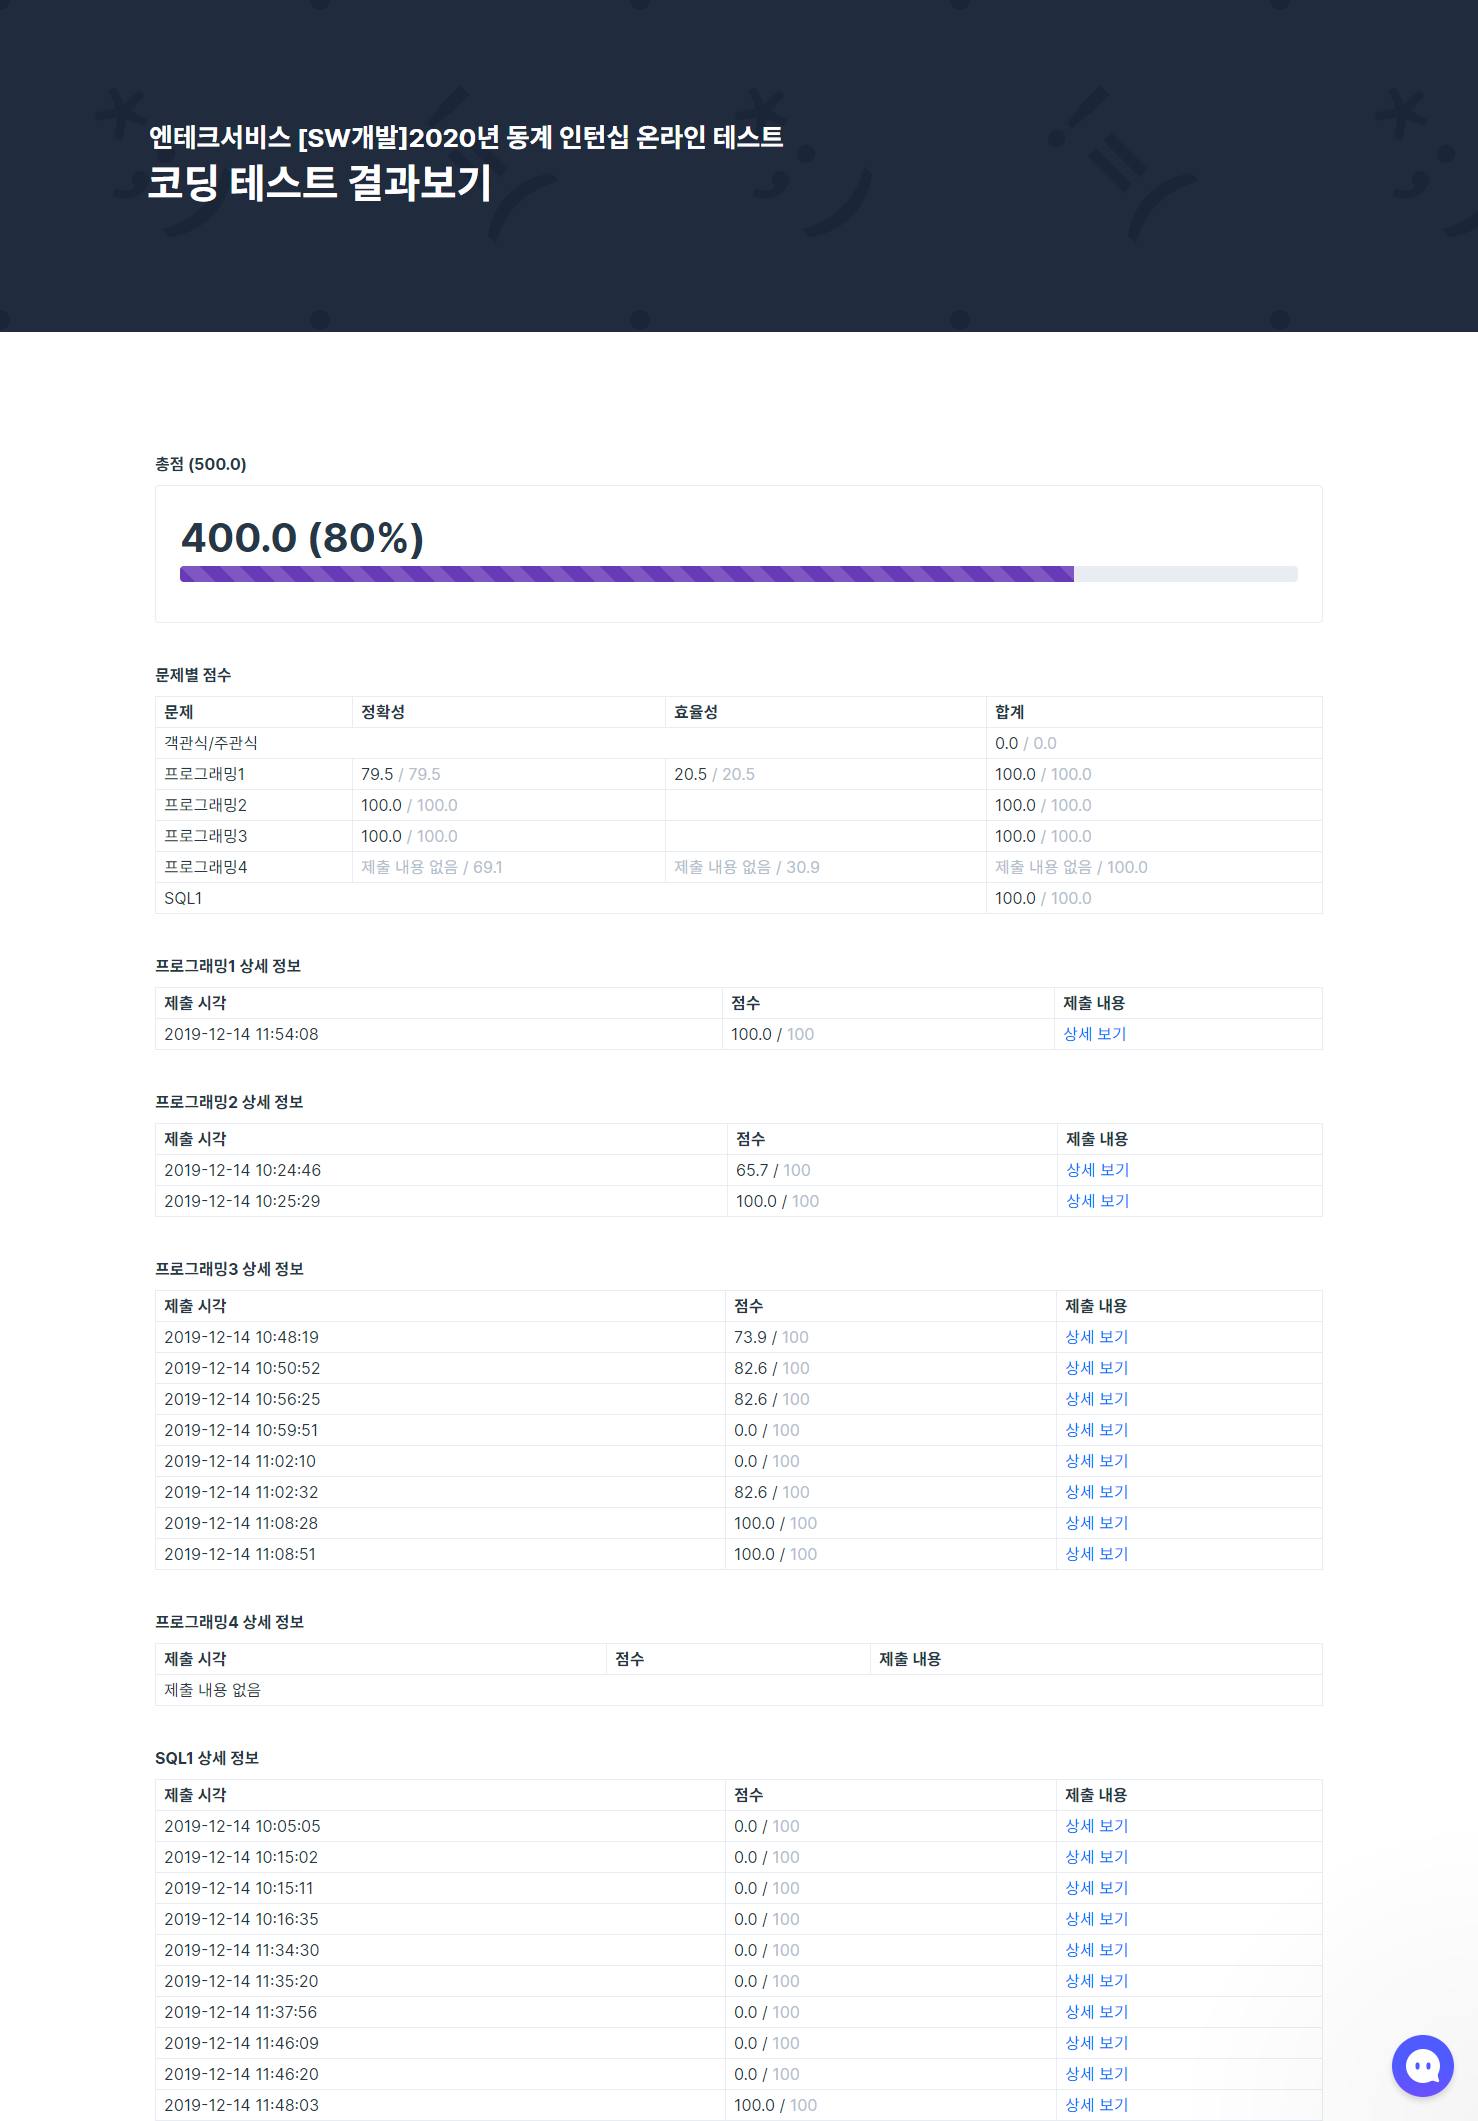 엔테크서비스 [SW개발]2020년 동계 인턴십 온라인 테스트
코딩 테스트 결과보기
총점 (500.0)
400.0 (80%)
문제별 점수
문제 정확성 효율성 합계
객관식/주관식 0.0 / 0.0
프로그래밍1 79.5 / 79.5 20.5 / 20.5 100.0 / 100.0
프로그래밍2 100.0 / 100.0 100.0 / 100.0
프로그래밍3 100.0 / 100.0 100.0 / 100.0
프로그래밍4 제출 내용 없음 / 69.1 제출 내용 없음 / 30.9 제출 내용 없음 / 100.0
SQL1 100.0 / 100.0
프로그래밍1 상세 정보
제출 시각 점수 제출 내용
2019-12-14 11:54:08 100.0 / 100 상세 보기
프로그래밍2 상세 정보
제출 시각 점수 제출 내용
2019-12-14 10:24:46 65.7 / 100 상세 보기
2019-12-14 10:25:29 100.0 / 100 상세 보기
프로그래밍3 상세 정보
제출 시각 점수 제출 내용
2019-12-14 10:48:19 73.9 / 100 상세 보기
2019-12-14 10:50:52 82.6 / 100 상세 보기
2019-12-14 10:56:25 82.6 / 100 상세 보기
2019-12-14 10:59:51 0.0 / 100 상세 보기
2019-12-14 11:02:10 0.0 / 100 상세 보기
2019-12-14 11:02:32 82.6 / 100 상세 보기
2019-12-14 11:08:28 100.0 / 100 상세 보기
2019-12-14 11:08:51 100.0 / 100 상세 보기
프로그래밍4 상세 정보
제출 시각 점수 제출 내용
제출 내용 없음
SQL1 상세 정보
제출 시각 점수 제출 내용
2019-12-14 10:05:05 0.0 / 100 상세 보기
2019-12-14 10:15:02 0.0 / 100 상세 보기
2019-12-14 10:15:11 0.0 / 100 상세 보기
2019-12-14 10:16:35 0.0 / 100 상세 보기
2019-12-14 11:34:30 0.0 / 100 상세 보기
2019-12-14 11:35:20 0.0 / 100 상세 보기
2019-12-14 11:37:56 0.0 / 100 상세 보기
2019-12-14 11:46:09 0.0 / 100 상세 보기
2019-12-14 11:46:20 0.0 / 100 상세 보기
2019-12-14 11:48:03 100.0 / 100 상세 보기